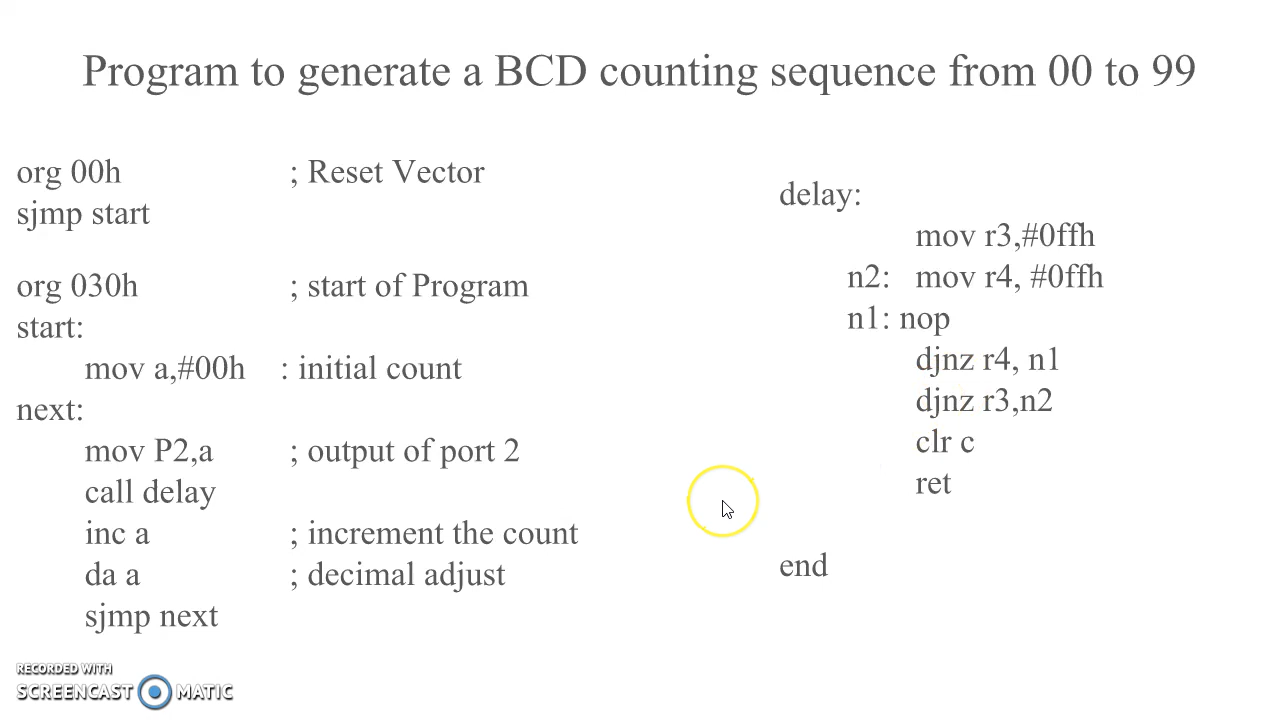 Program to generate a BCD counting sequence from 00 to 99
org 00h ; Reset Vector
sjmp start
org 030h ; start of Program
start:
mov a,#00h : initial count
next:
mov P2,a ; output of port 2
call delay
inc a ; increment the count
da a ; decimal adjust
sjmp next
delay:
mov r3,#0ffh
n2: mov r4, #0ffh
n1: nop
djnz r4, n1
djnz r3,n2
clr c
ret
end
RECORDED WITH
SCREENCAST MATIC